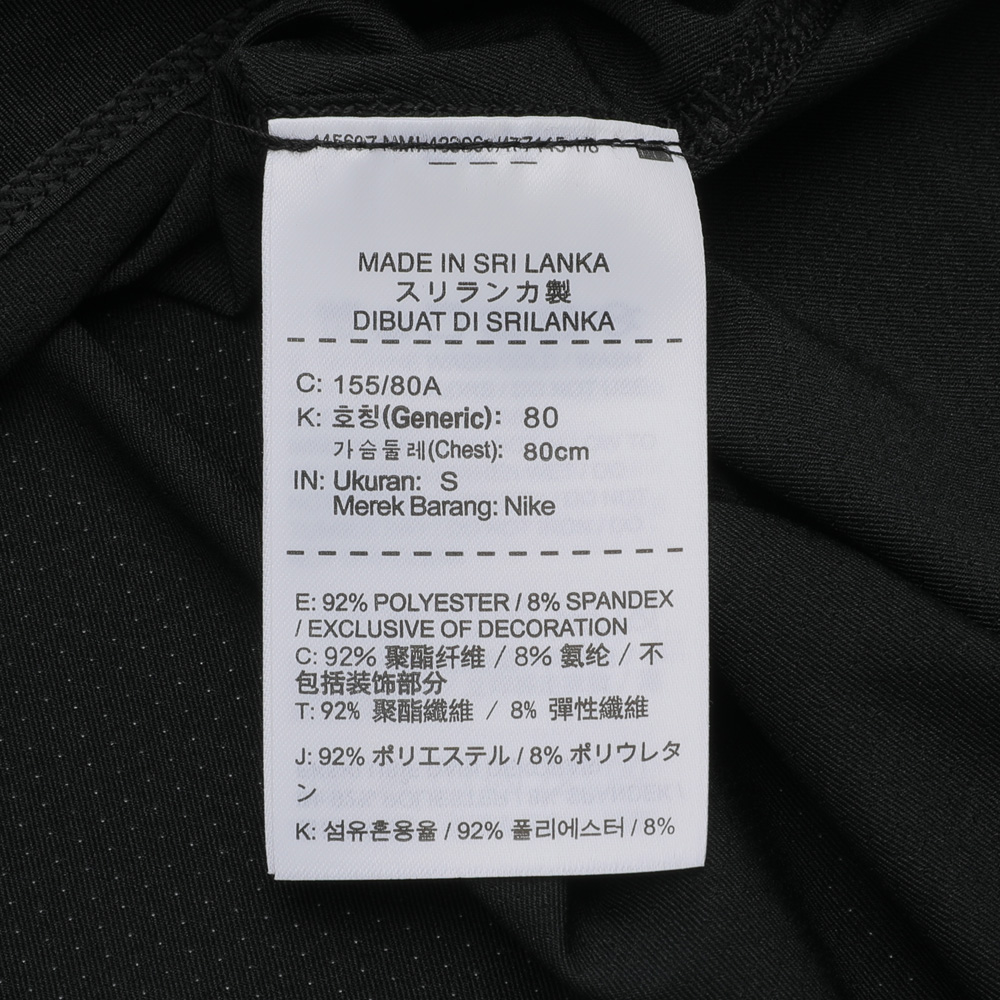 MADE IN SRI LANKA
スリランカ製
DIBUAT DI SRILANKA
C: 155/80A
K: 호칭(Generic): 80
가슴둘레(Chest): 80cm
IN: Ukuran: S
Merek Barang: Nike
E: 92% POLYESTER / 8% SPANDEX
/ EXCLUSIVE OF DECORATION
C: 92% 聚酯纤维 / 8% 氨纶 / 不
包括装饰部分
T: 92% 聚酯纖維 / 8% 彈性纖維
J: 92% ポリエステル / 8% ポリウレタ
ン
K: 섬유혼용율 / 92% 폴리에스터 / 8%